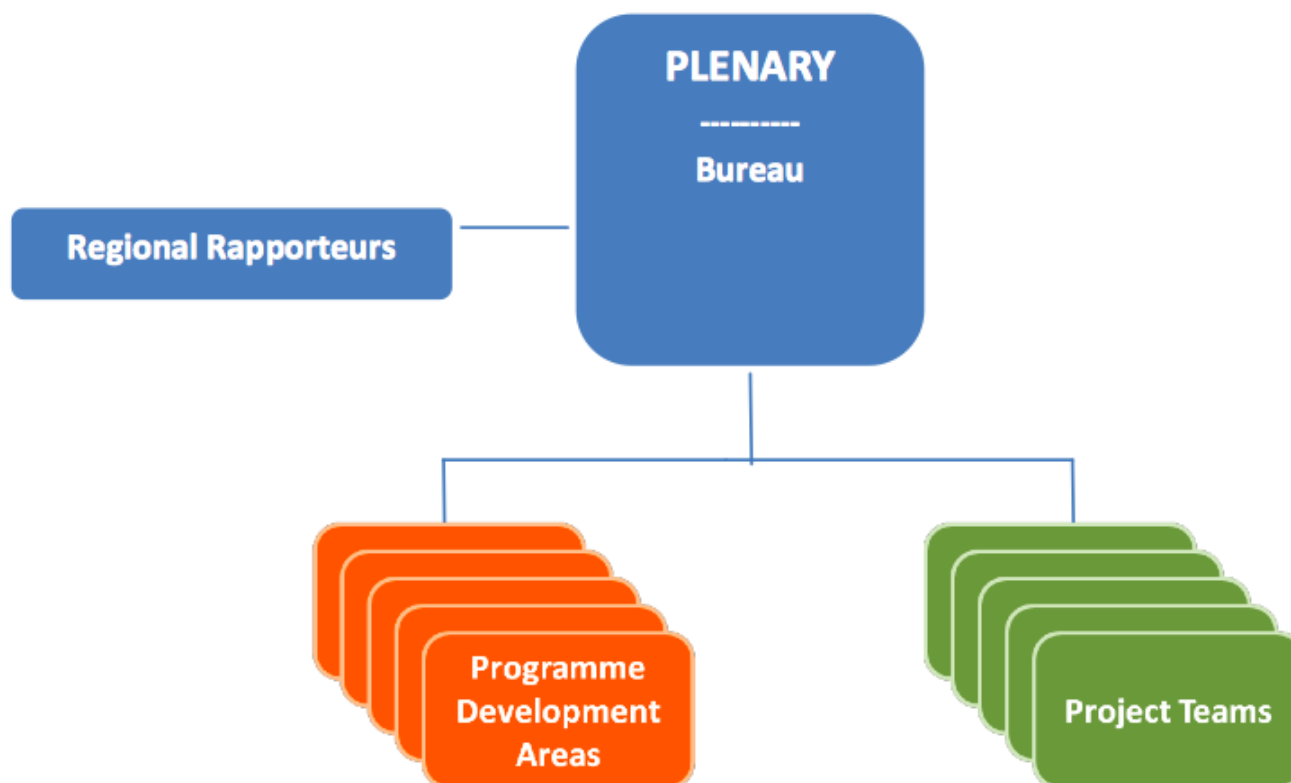 PLENARY
----------
Bureau
Regional Rapporteurs
Programme
Development
Areas
Project Teams